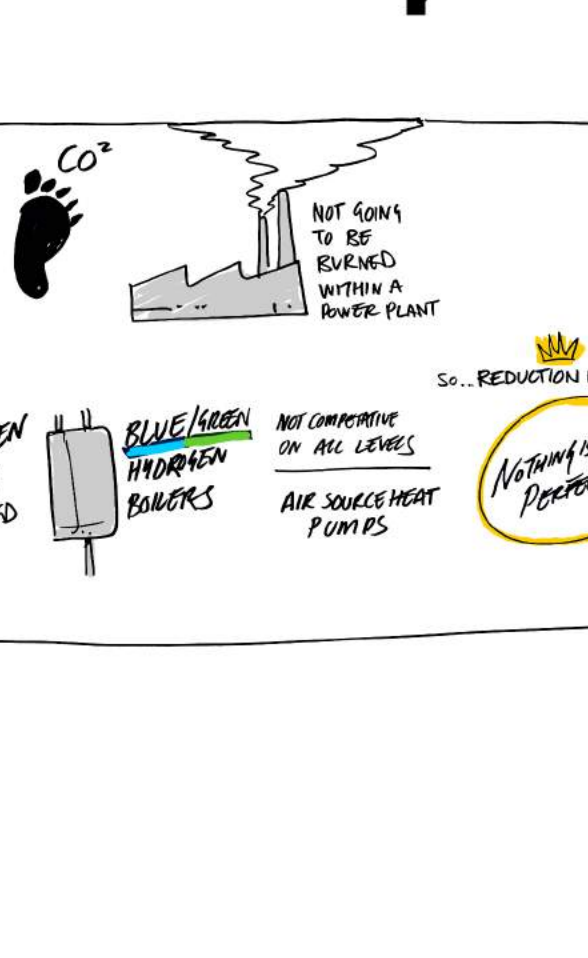 CO²
NOT GOING
TO BE
BURNED
WITHIN A
POWER PLANT
SO..REDUCTION
EN
BLUE/GREEN
HYDROGEN
BOILERS
NOT COMPETATIVE
ON ALL LEVELS
AIR SOURCE HEAT
PUMPS
NOTHING IS
PERFE